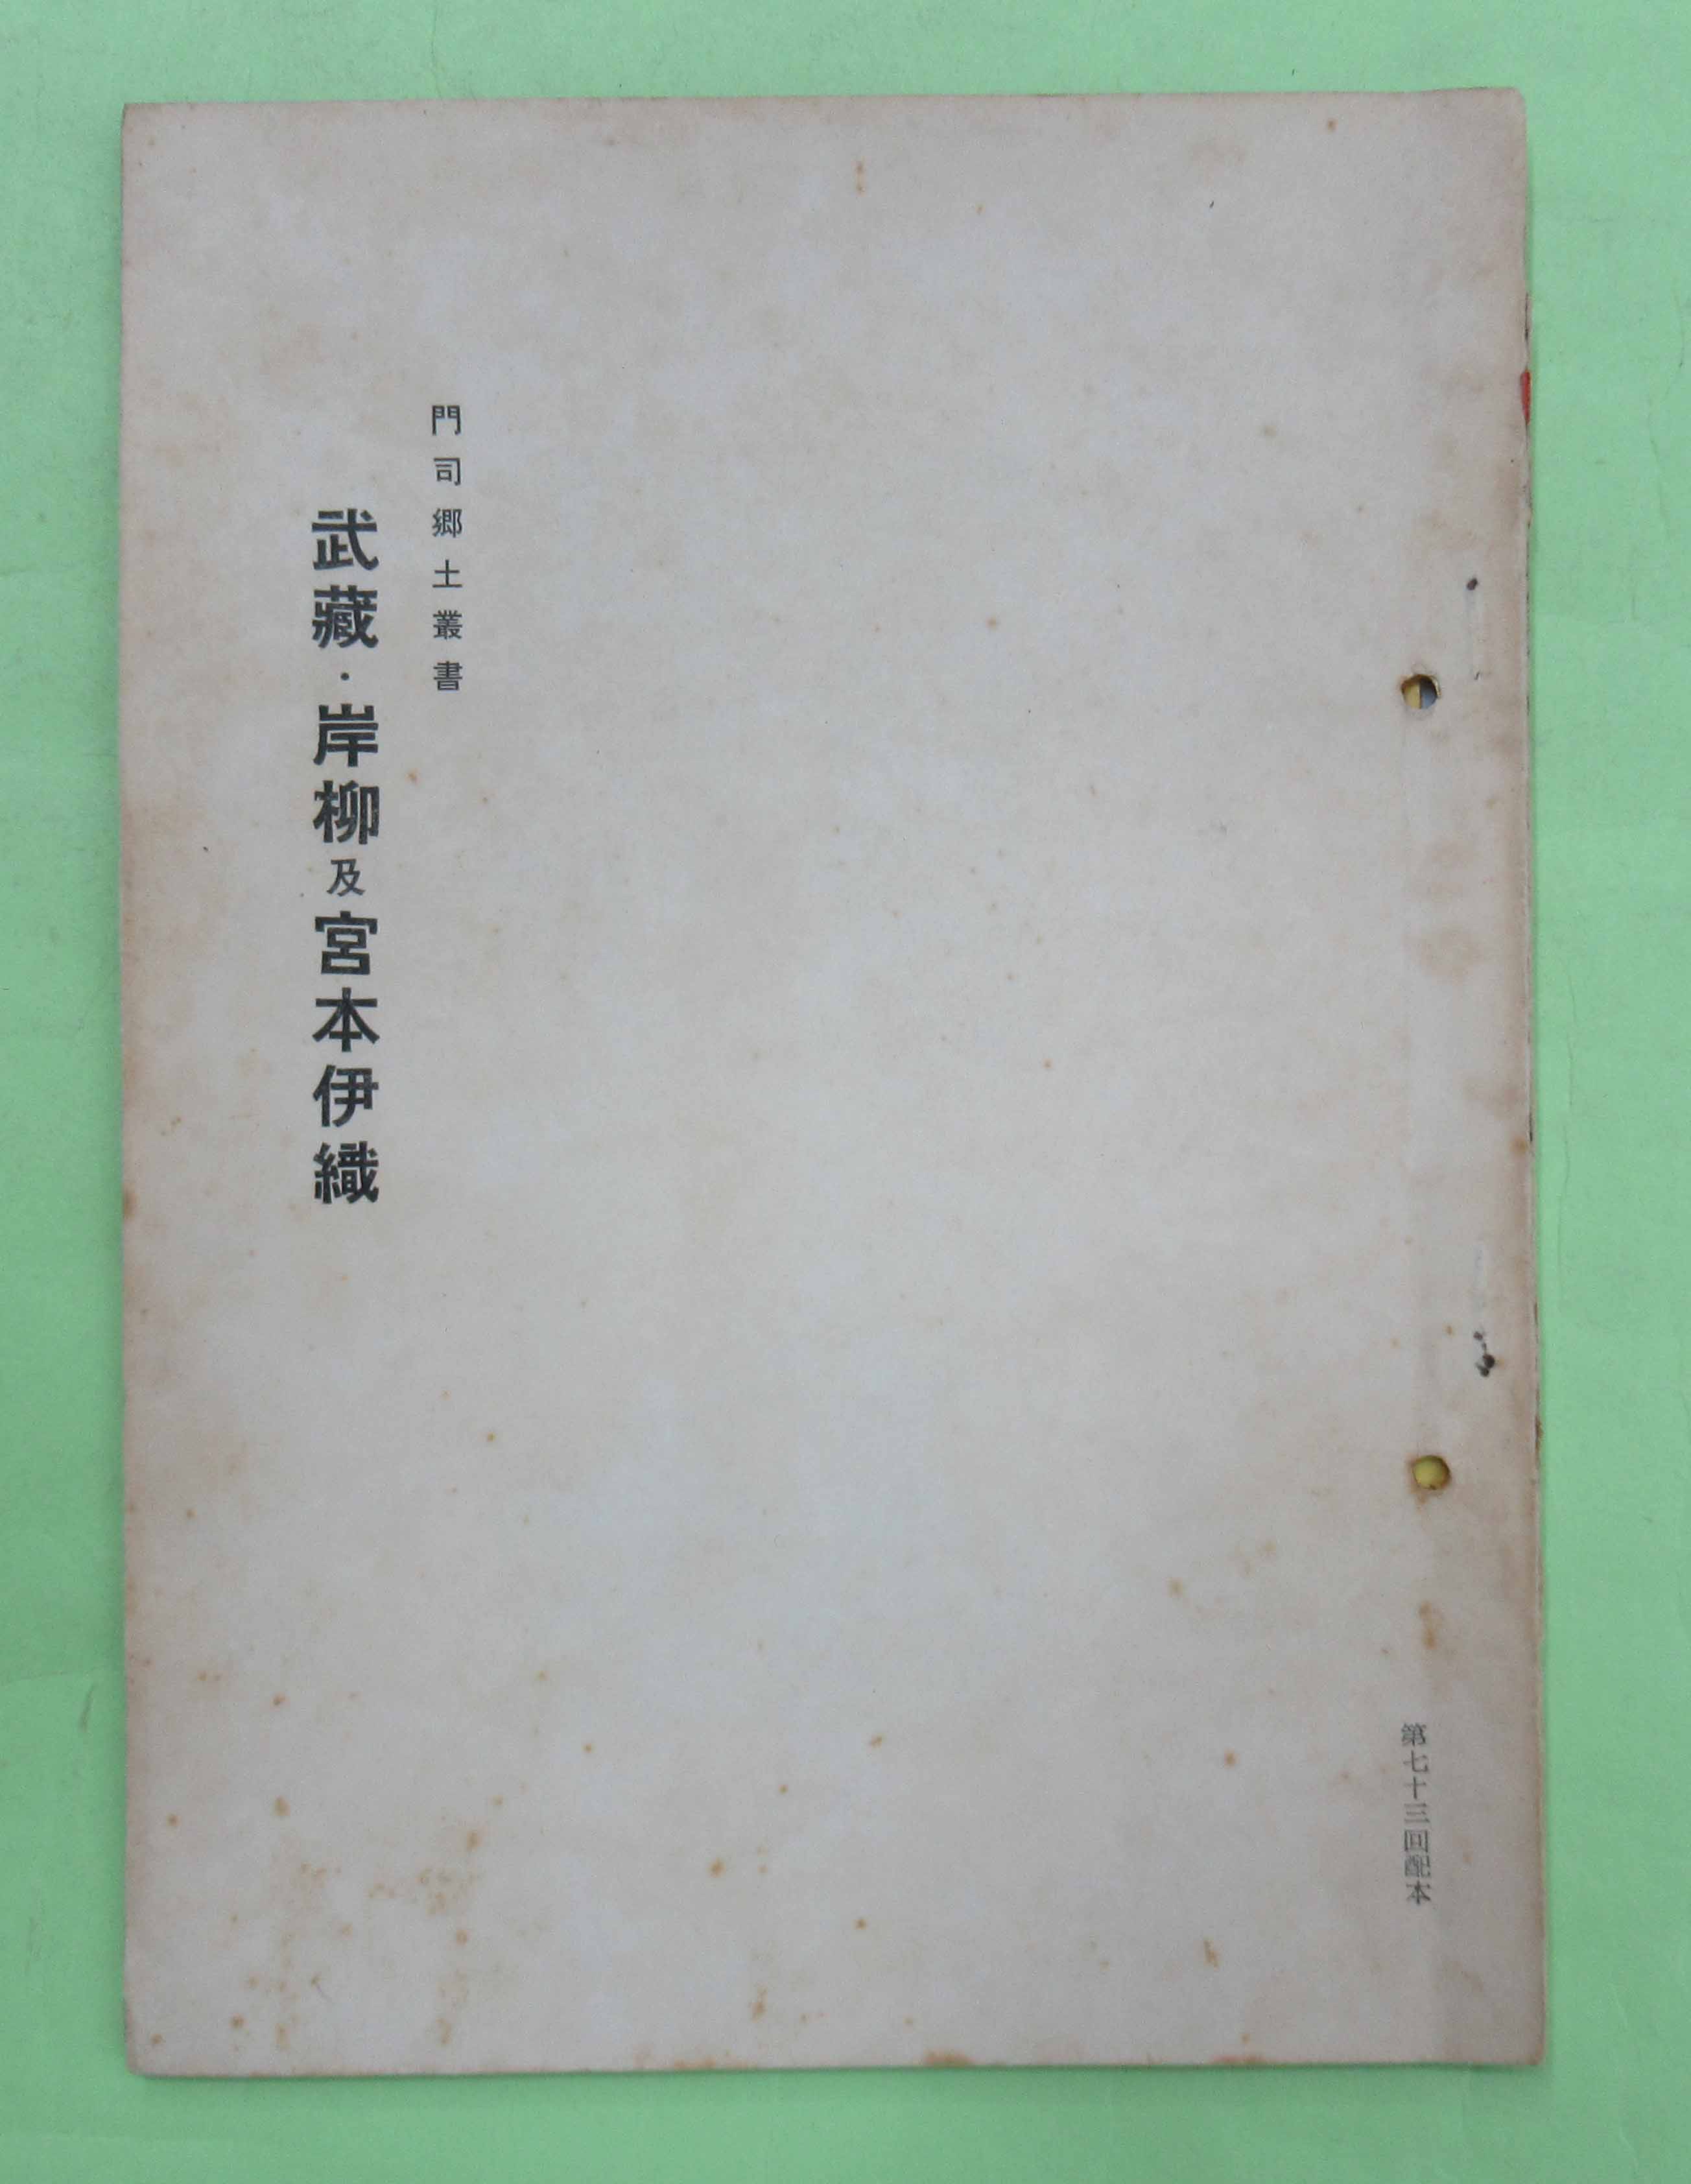 第七十三回配本
門司郷土叢書
武藏・岸柳及宮本伊織